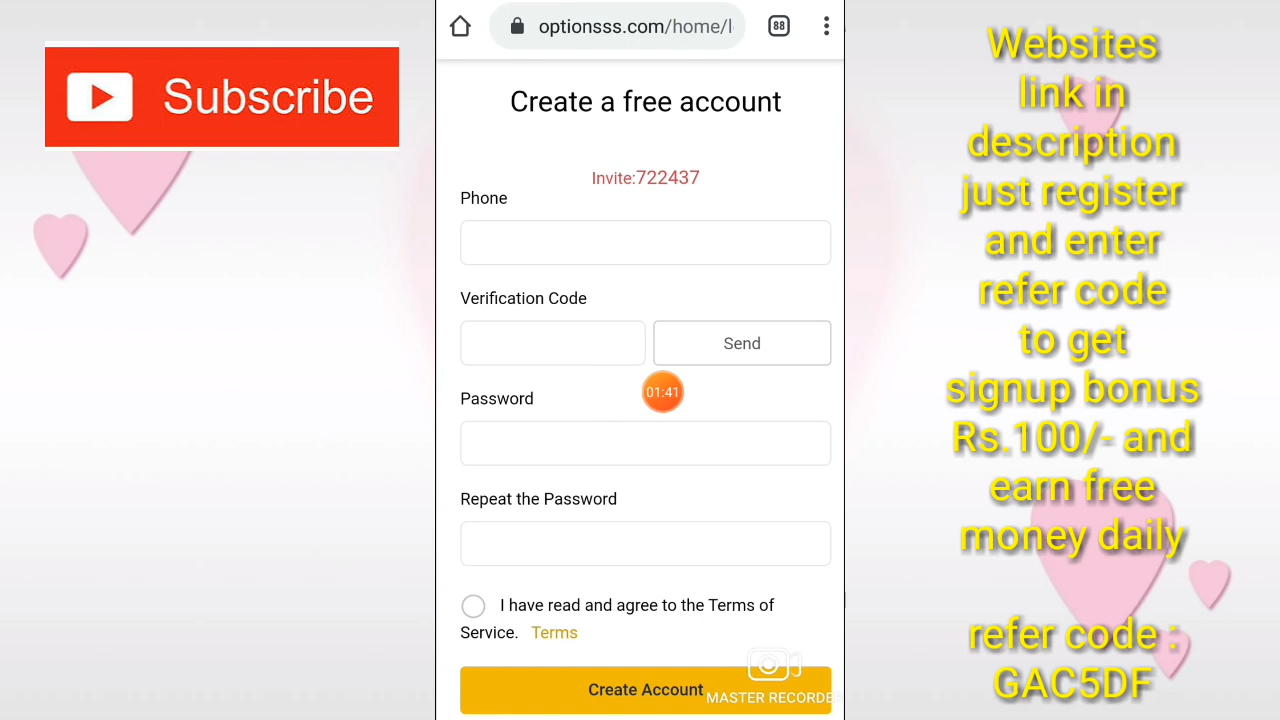 Subscribe
optionsss.com/home/l
88
Create a free account
Invite:722437
Phone
Verification Code
Send
Password
01:41
Repeat the Password
I have read and agree to the Terms of
Service. Terms
Create Account
MASTER RECORDE
Websites
link in
description
just register
and enter
refer code
to get
signup bonus
Rs.100/- and
earn free
money daily
refer code :
GAC5DF